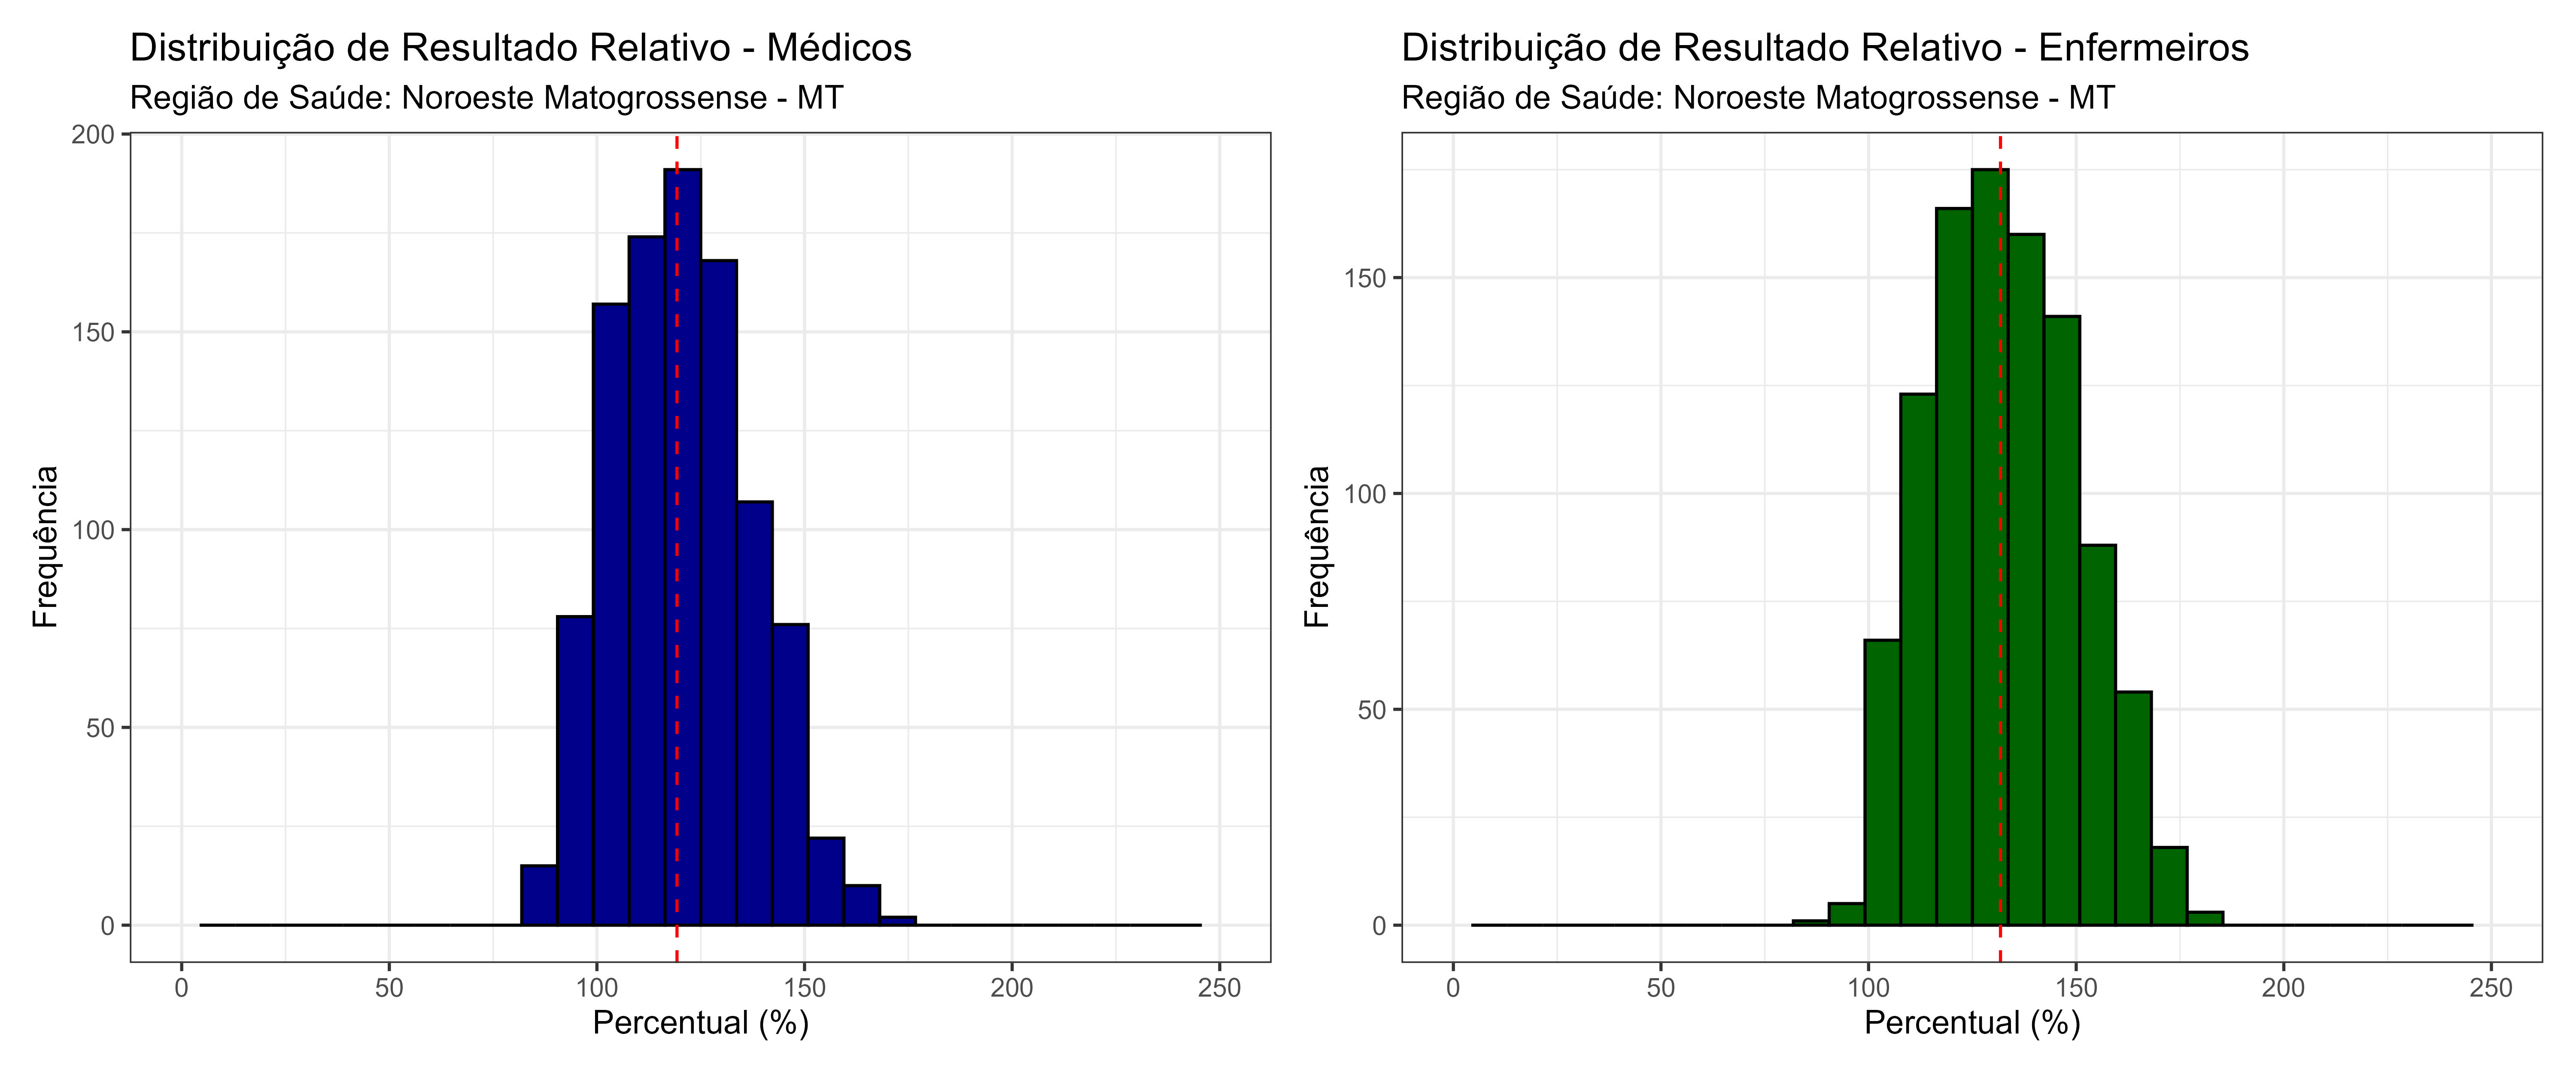 Distribuição de Resultado Relativo - Médicos
Região de Saúde: Noroeste Matogrossense - MT
200
150
100
50
0
Frequência
0 50 100 150 200 250
Percentual (%)
Distribuição de Resultado Relativo - Enfermeiros
Região de Saúde: Noroeste Matogrossense - MT
150
100
50
0
Frequência
0 50 100 150 200 250
Percentual (%)